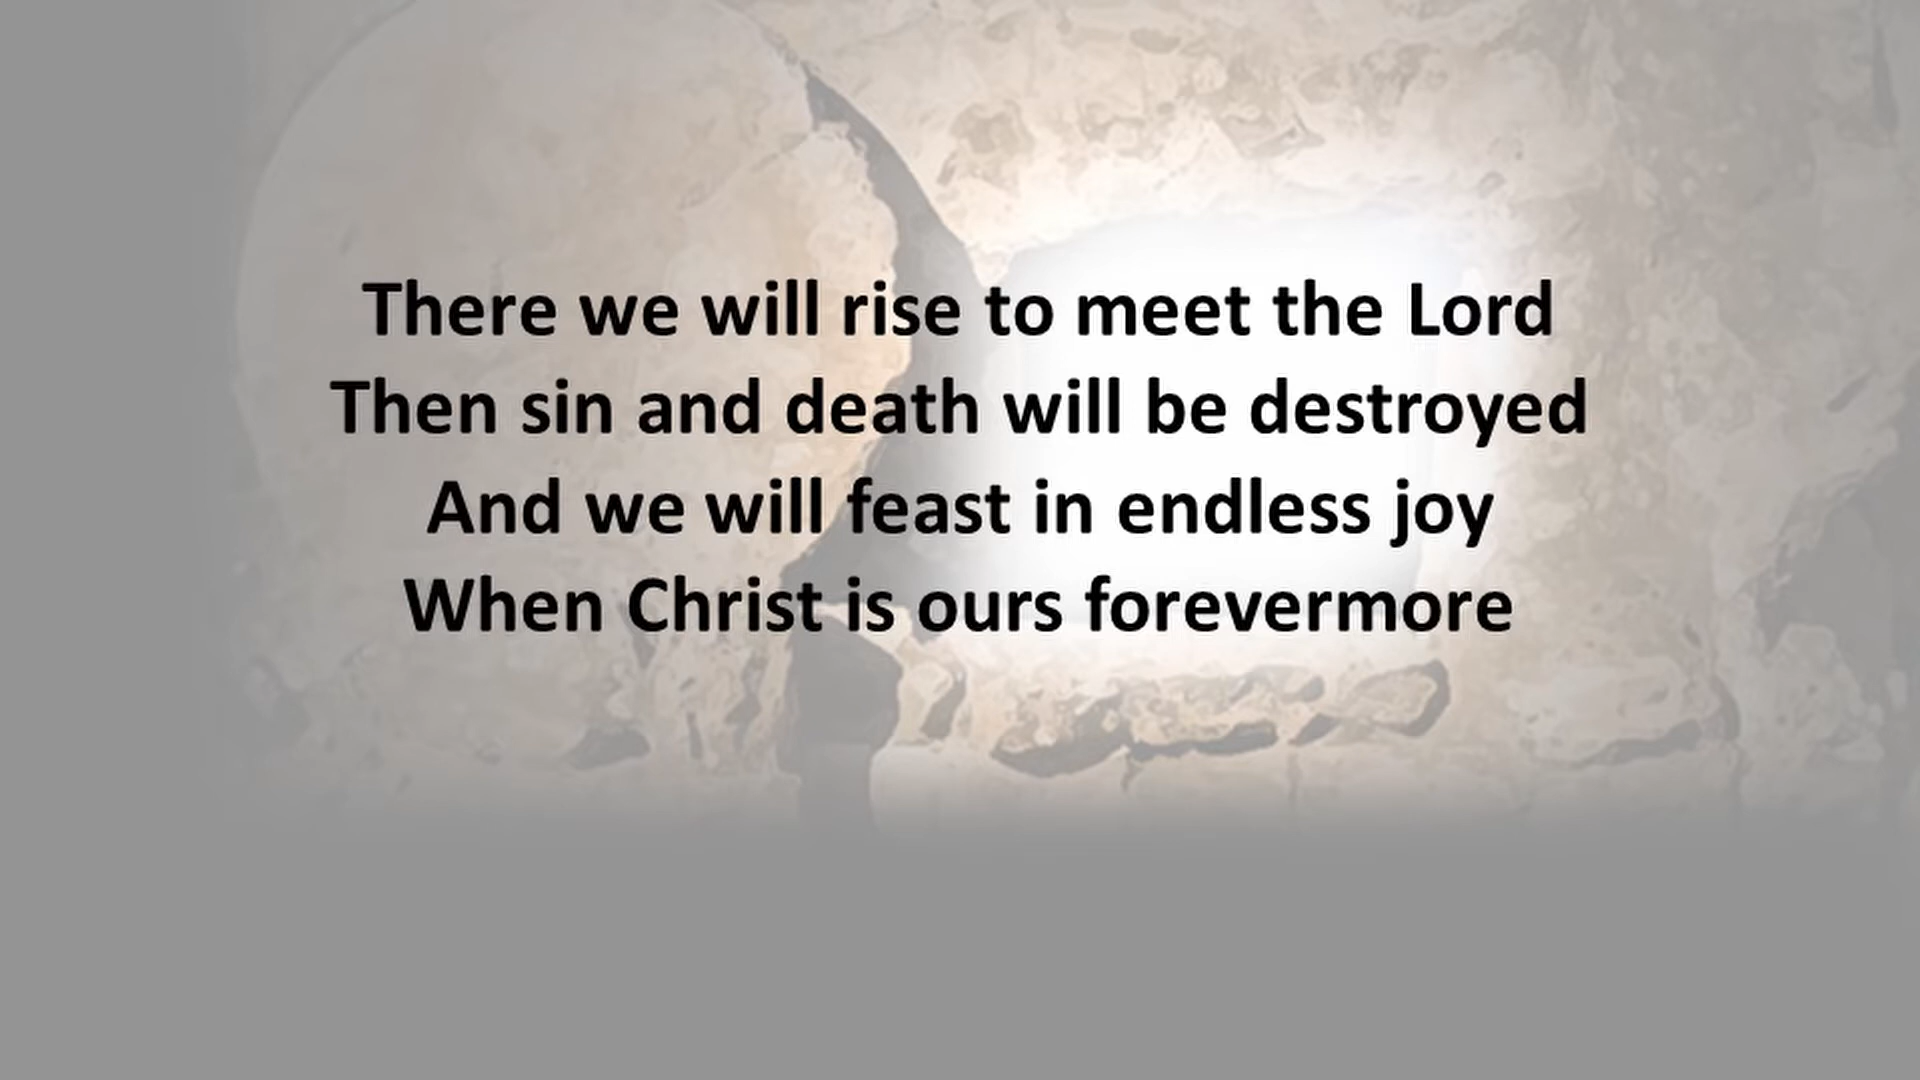 There we will rise to meet the Lord
Then sin and death will be destroyed
And we will feast in endless joy
When Christ is ours forevermore